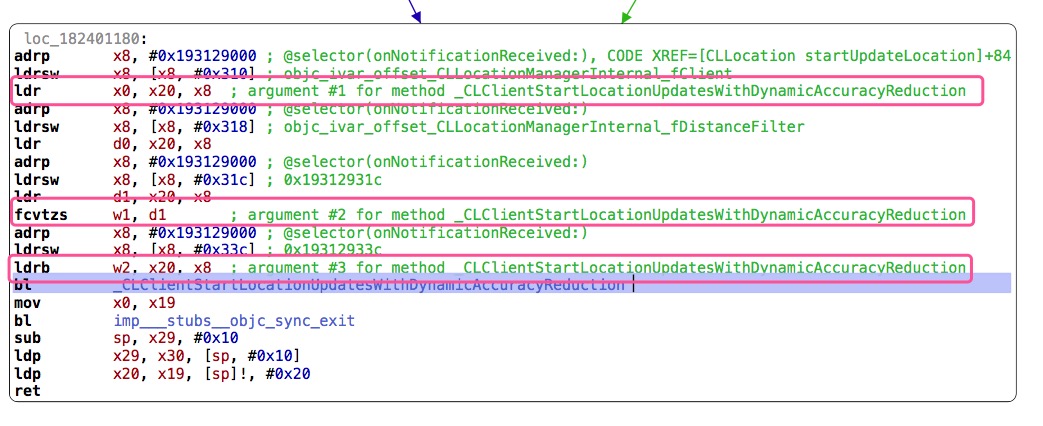 loc_182401180:
adrp x8, #0x193129000 ; @selector(onNotificationReceived:), CODE XREF=[CLLocation startUpdateLocation]+84
ldrsw x8, [x8, #0x310] ; objc_ivar_offset_CLLocationManagerInternal_fClient
ldr x0, x20, x8 ; argument #1 for method _CLClientStartLocationUpdatesWithDynamicAccuracyReduction
adrp x8, #0x193129000 ; @selector(onNotificationReceived:)
ldrsw x8, [x8, #0x318] ; objc_ivar_offset_CLLocationManagerInternal_fDistanceFilter
ldr d0, x20, x8
adrp x8, #0x193129000 ; @selector(onNotificationReceived:)
ldrsw x8, [x8, #0x31c] ; 0x19312931c
ldr d1, x20, x8
fcvtzs w1, d1 ; argument #2 for method _CLClientStartLocationUpdatesWithDynamicAccuracyReduction
adrp x8, #0x193129000 ; @selector(onNotificationReceived:)
ldrsw x8, [x8, #0x33c] ; 0x19312933c
ldrb w2, x20, x8 ; argument #3 for method _CLClientStartLocationUpdatesWithDynamicAccuracyReduction
bl _CLClientStartLocationUpdatesWithDynamicAccuracyReduction
mov x0, x19
bl imp___stubs__objc_sync_exit
sub sp, x29, #0x10
ldp x29, x30, [sp, #0x10]
ldp x20, x19, [sp]!, #0x20
ret